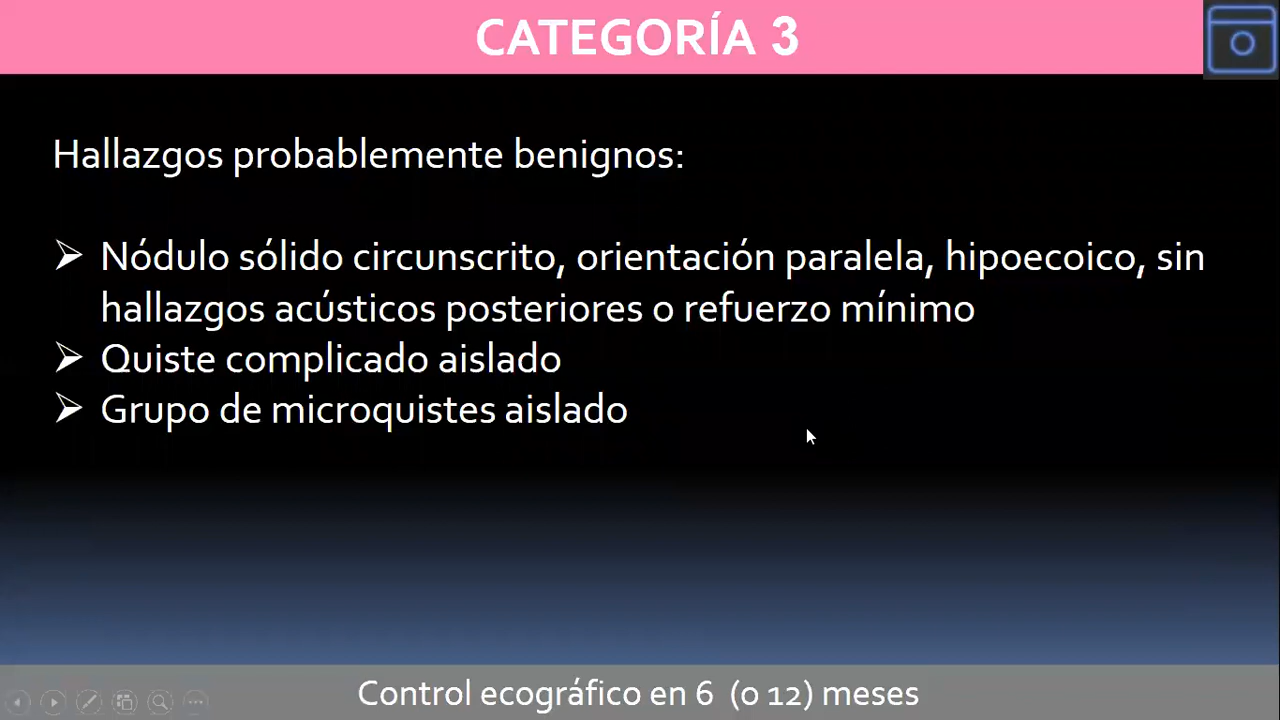 CATEGORÍA 3
Hallazgos probablemente benignos:
➢ Nódulo sólido circunscrito, orientación paralela, hipoecoico, sin
hallazgos acústicos posteriores o refuerzo mínimo
➢ Quiste complicado aislado
➢ Grupo de microquistes aislado
Control ecográfico en 6 (o 12) meses